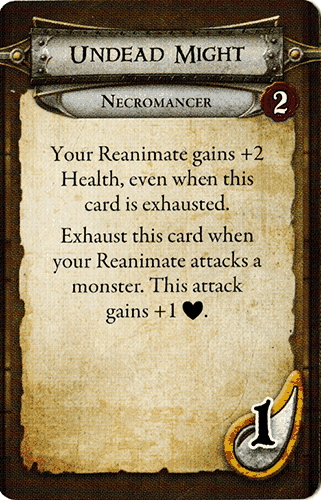 Undead Might
Necromancer
2
Your Reanimate gains +2
Health, even when this
card is exhausted.
Exhaust this card when
your Reanimate attacks a
monster. This attack
gains +1 ♥.
1